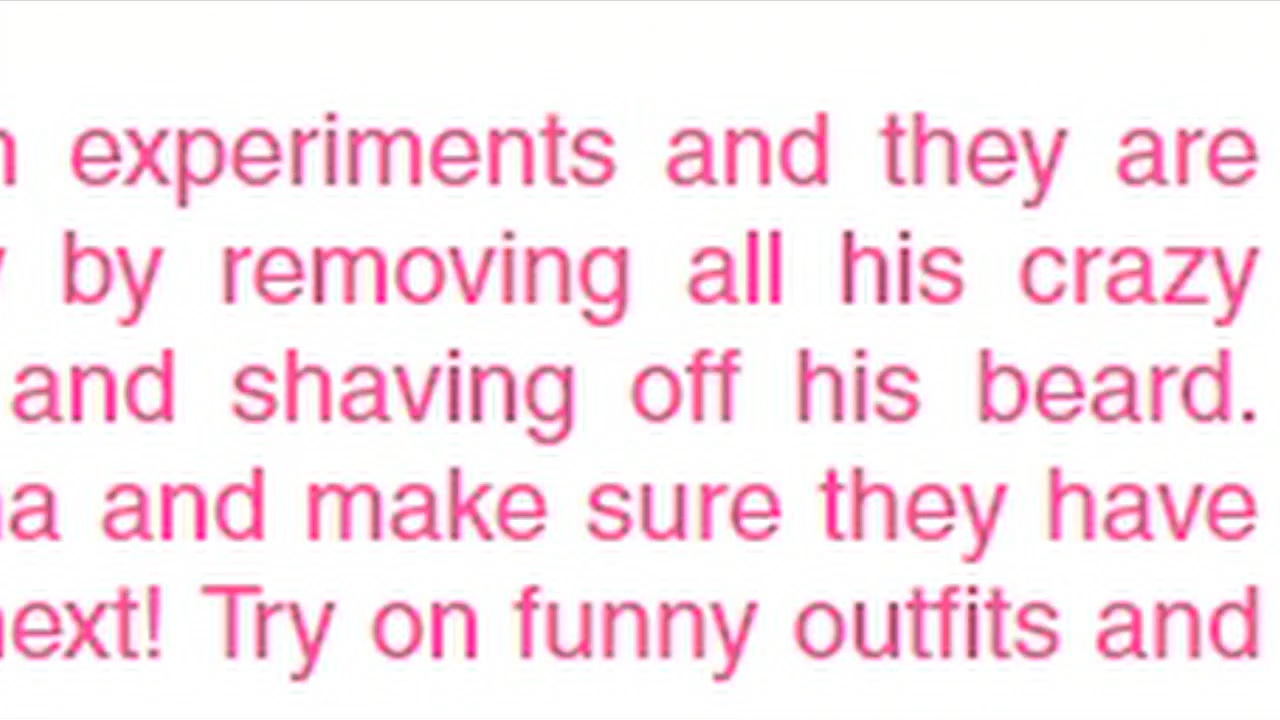 experiments and they are
by removing all his crazy
and shaving off his beard.
and make sure they have
next! Try on funny outfits and